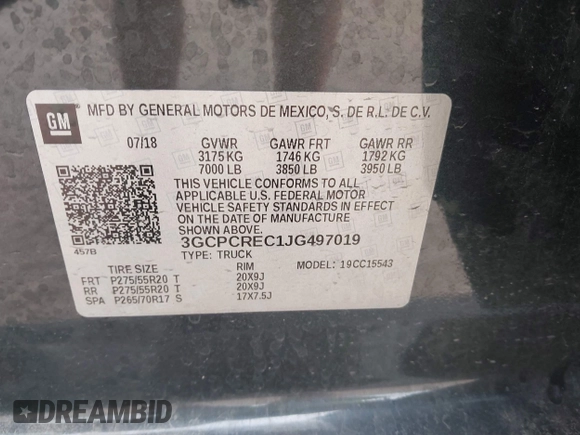 GM
MFD BY GENERAL MOTORS DE MEXICO, S. DE R.L. DE C.V.
07/18 GVWR GAWR FRT GAWR RR
3175 KG 1746 KG 1792 KG
7000 LB 3850 LB 3950 LB
THIS VEHICLE CONFORMS TO ALL
APPLICABLE U.S. FEDERAL MOTOR
VEHICLE SAFETY STANDARDS IN EFFECT
ON THE DATE OF MANUFACTURE
SHOWN ABOVE.
457B
3GCPCREC1JG497019
TYPE: TRUCK MODEL: 19CC15543
TIRE SIZE RIM
FRT P275/55R20 T 20X9J
RR P275/55R20 T 20X9J
SPA P265/70R17 S 17X7.5J
DREAMBID